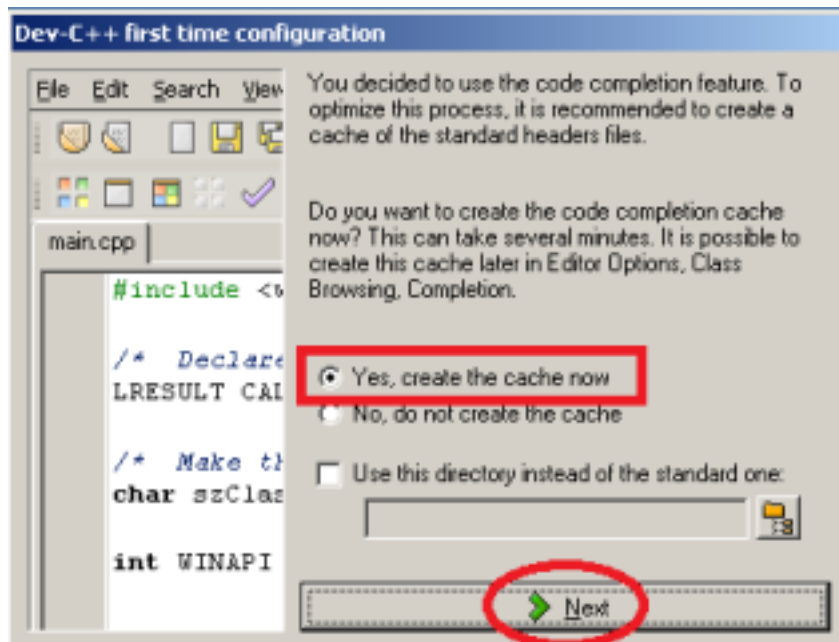 Dev-C++ first time configuration
File Edit Search View
main.cpp
#include <w
/* Declare
LRESULT CAL
/* Make th
char szClas
int WINAPI
You decided to use the code completion feature. To
optimize this process, it is recommended to create a
cache of the standard headers files.
Do you want to create the code completion cache
now? This can take several minutes. It is possible to
create this cache later in Editor Options, Class
Browsing, Completion.
Yes, create the cache now
No, do not create the cache
Use this directory instead of the standard one:
Next